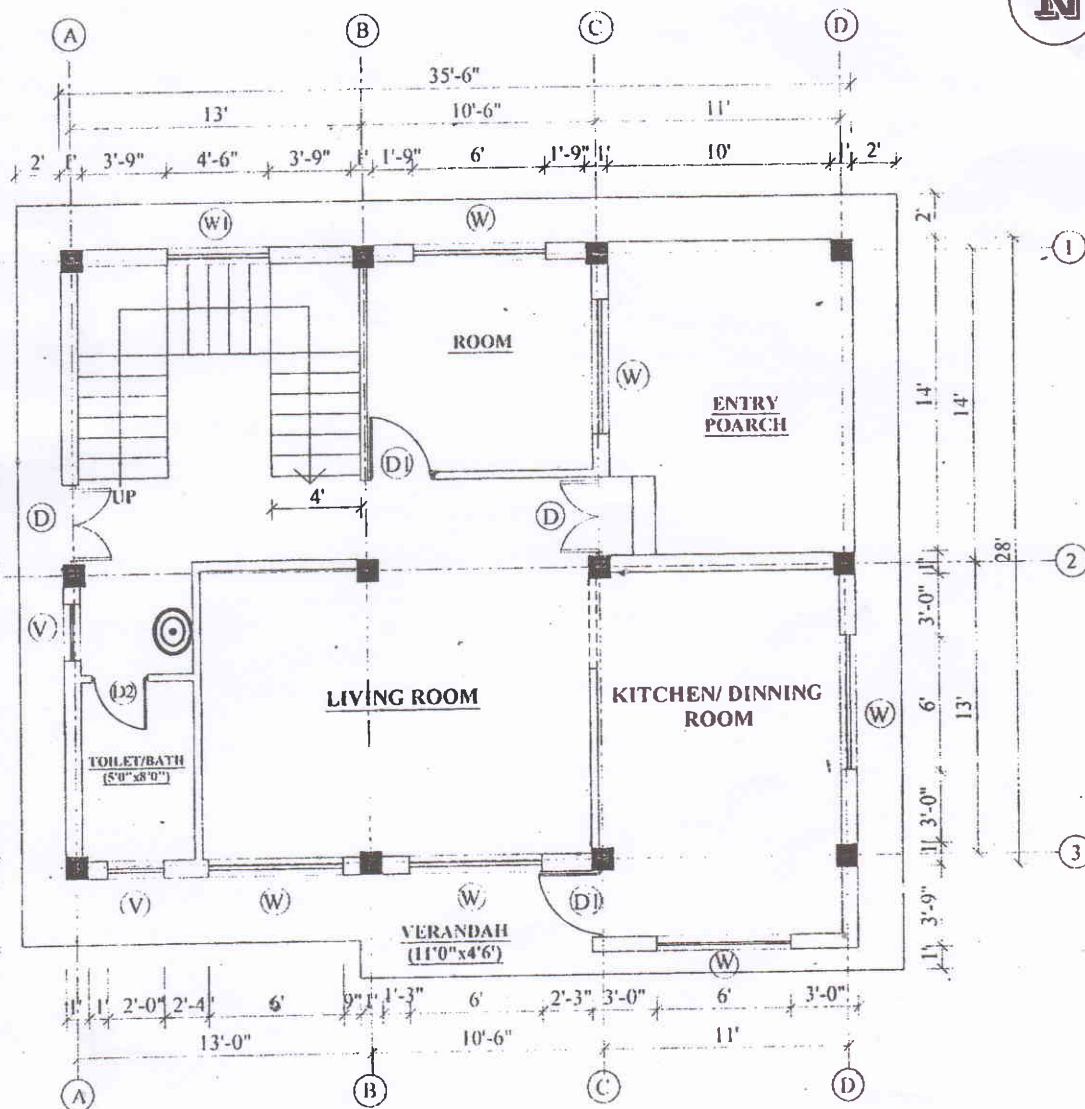 N
A B C D
35'-6"
13' 10'-6" 11'
2' 1' 3'-9" 4'-6" 3'-9" 1' 1'-9" 6' 1'-9" 1' 10' 1' 2'
2'
W1 W
1
ROOM
W
ENTRY
POARCH
14' 14'
D1
UP
4'
D D
28'
1' 2
3'-0"
V
D2
LIVING ROOM
KITCHEN/ DINNING
ROOM
6' 13'
W
TOILET/BATH
(5'0"x8'0")
3'-0"
1' 3
V W W D1
3'-9"
VERANDAH
(11'0"x4'6')
W
1'
1' 1' 2'-0" 2'-4' 6' 9" 1' 1'-3" 6' 2'-3" 3'-0" 6' 3'-0"
13'-0" 10'-6" 11'
A B C D